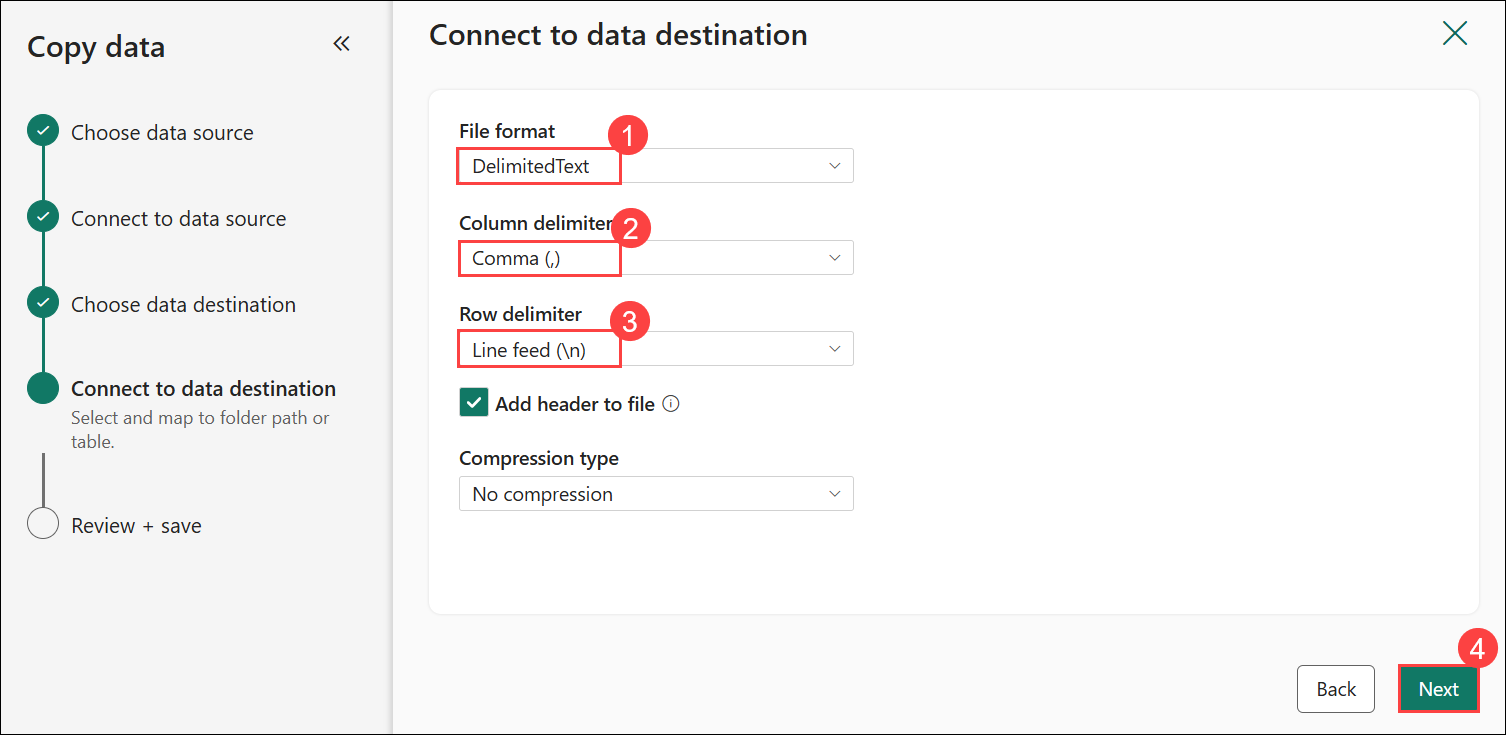 Copy data
Choose data source
Connect to data source
Choose data destination
Connect to data destination
Select and map to folder path or
table.
Review + save
Connect to data destination
File format
1
DelimitedText
Column delimiter
2
Comma (,)
Row delimiter
3
Line feed (\n)
Add header to file
Compression type
No compression
4
Back
Next